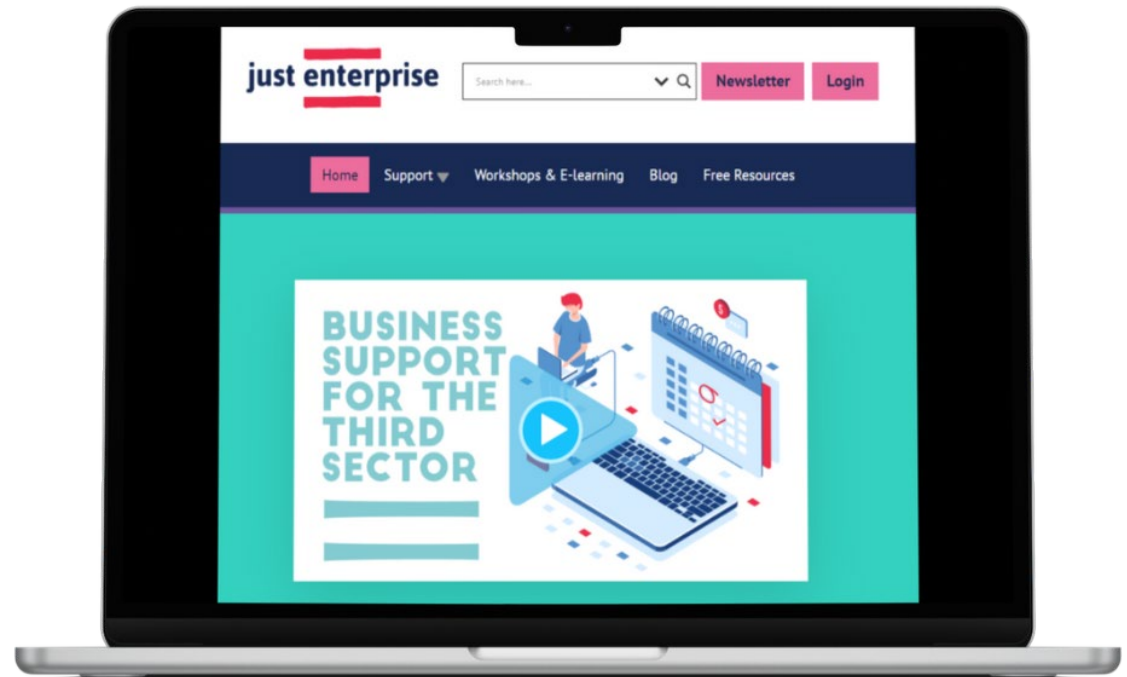 just enterprise
Search here...
Newsletter
Login
Home
Support
Workshops & E-learning
Blog
Free Resources
BUSINESS
SUPPORT
FOR THE
THIRD
SECTOR
$